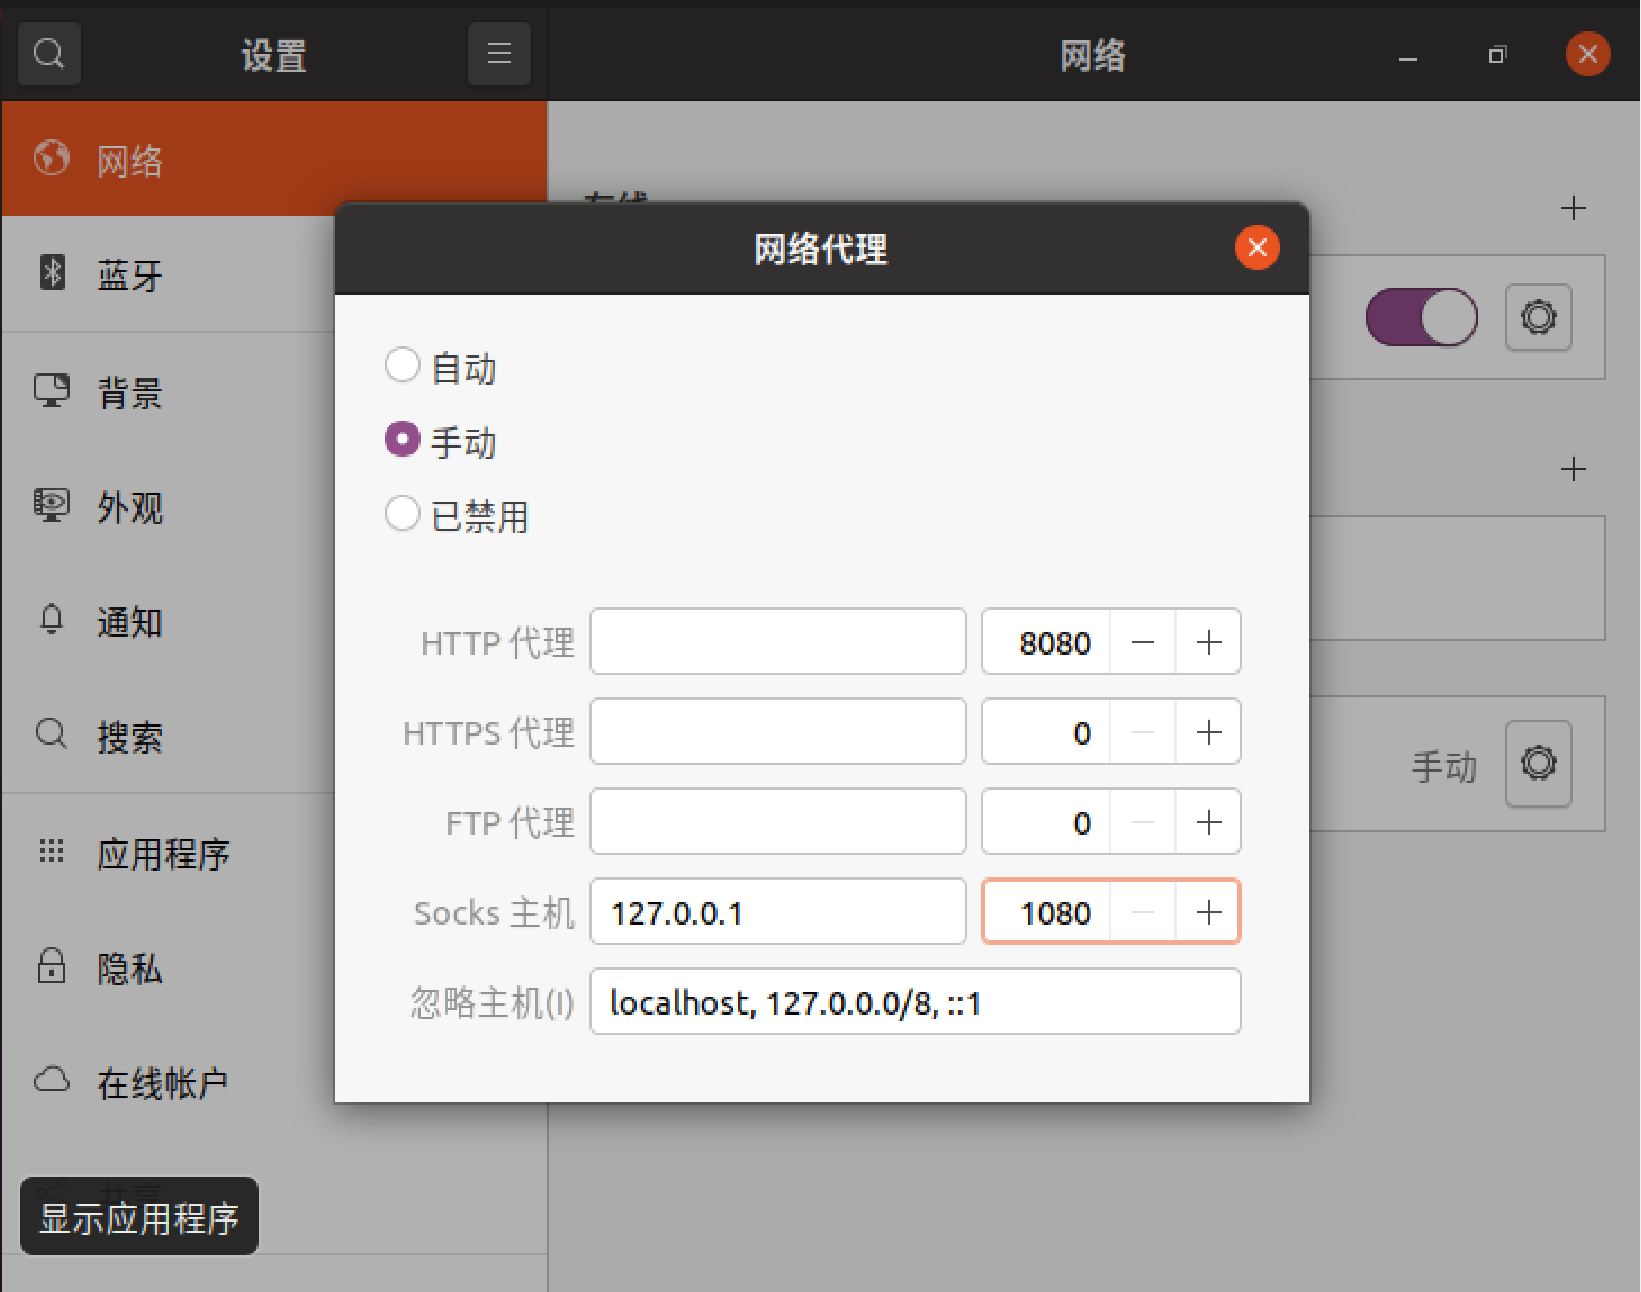 设置
网络
网络
蓝牙
背景
外观
通知
搜索
应用程序
隐私
在线帐户
共享
显示应用程序
有线
手动
网络代理
自动
手动
已禁用
HTTP 代理 8080
HTTPS 代理 0
FTP 代理 0
Socks 主机 127.0.0.1 1080
忽略主机(I) localhost, 127.0.0.0/8, ::1